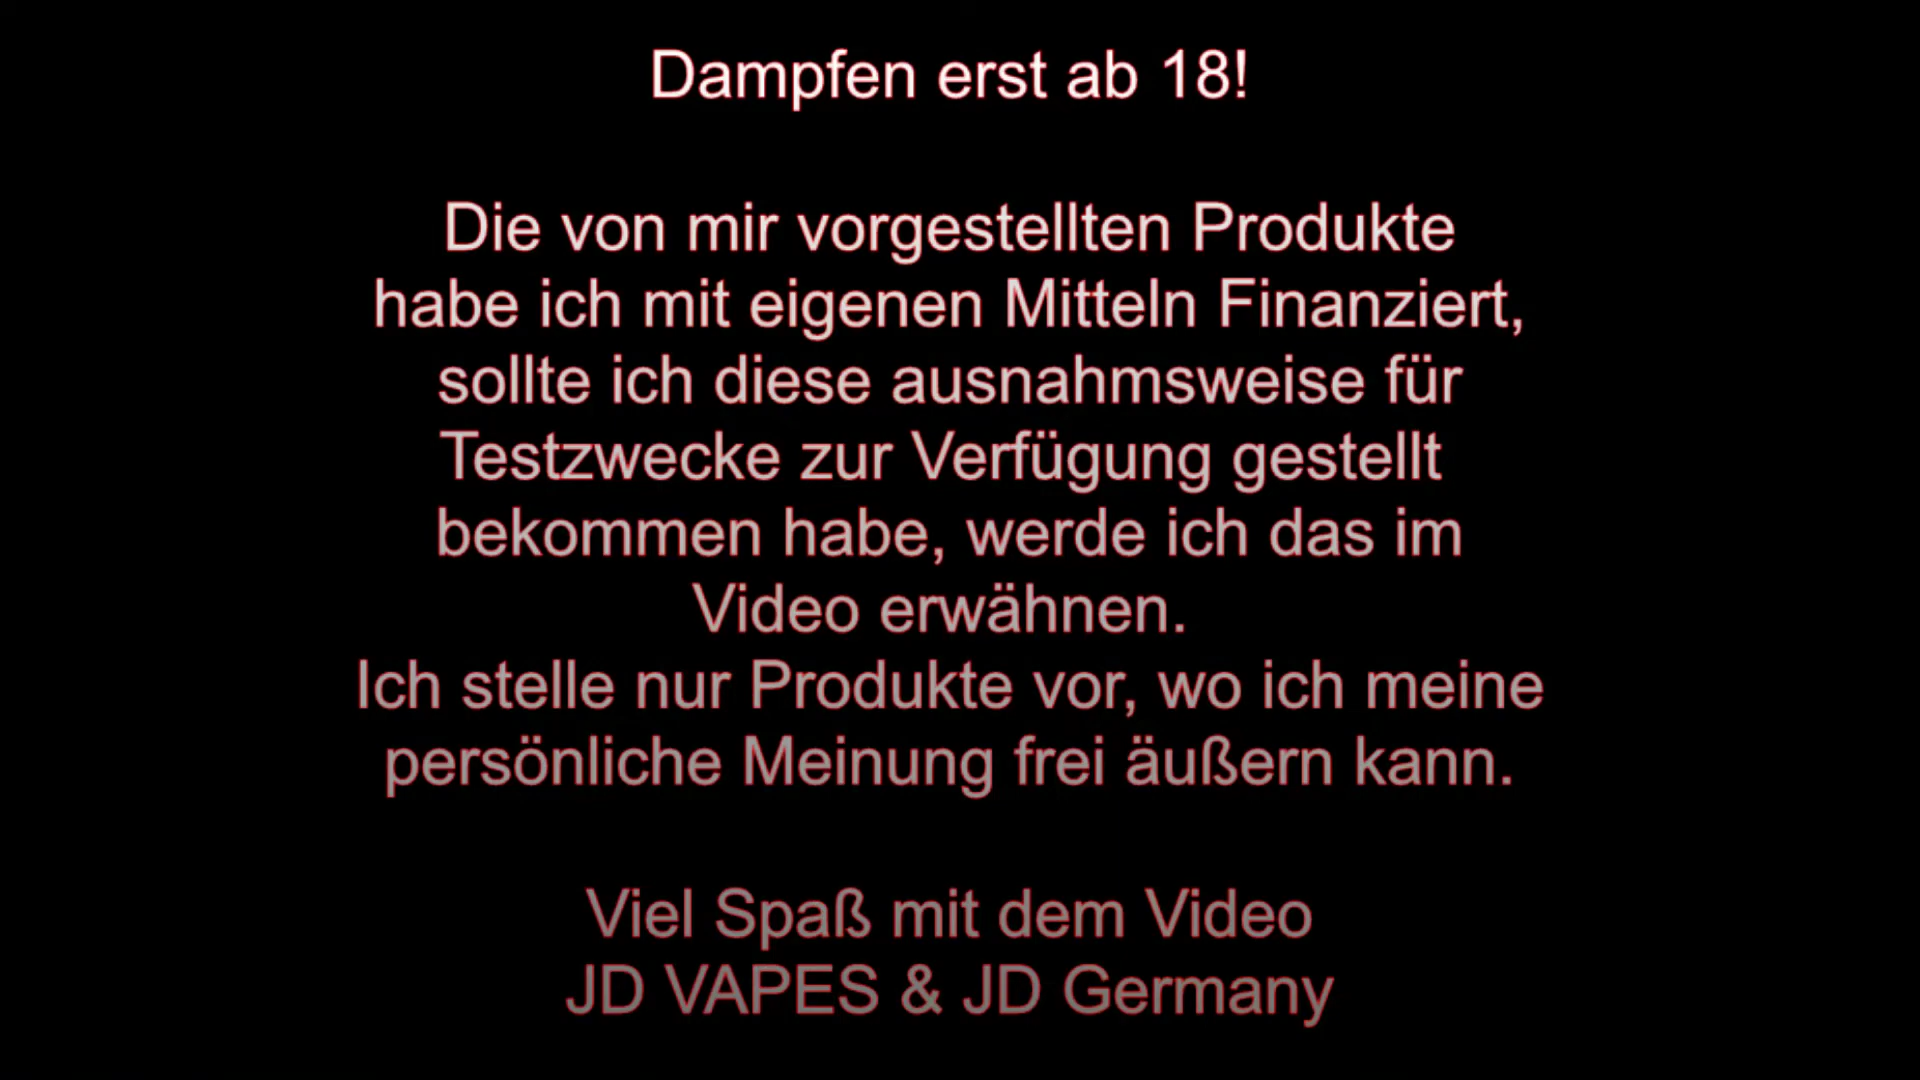 Dampfen erst ab 18!
Die von mir vorgestellten Produkte
habe ich mit eigenen Mitteln Finanziert,
sollte ich diese ausnahmsweise für
Testzwecke zur Verfügung gestellt
bekommen habe, werde ich das im
Video erwähnen.
Ich stelle nur Produkte vor, wo ich meine
persönliche Meinung frei äußern kann.
Viel Spaß mit dem Video
JD VAPES & JD Germany